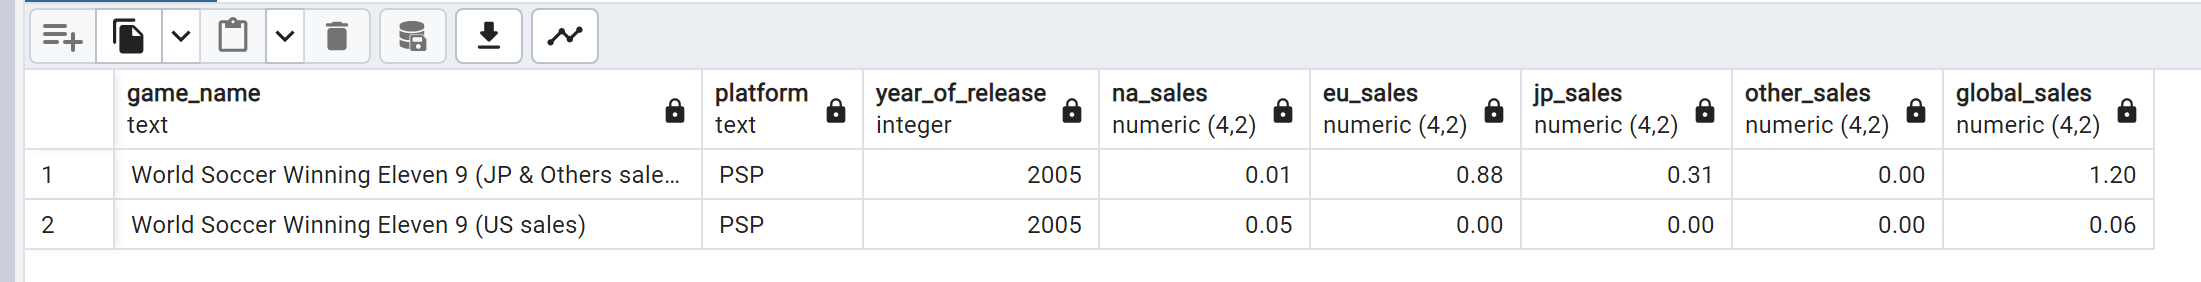 game_name platform year_of_release na_sales eu_sales jp_sales other_sales global_sales
text text integer numeric (4,2) numeric (4,2) numeric (4,2) numeric (4,2) numeric (4,2)
1 World Soccer Winning Eleven 9 (JP & Others sale... PSP 2005 0.01 0.88 0.31 0.00 1.20
2 World Soccer Winning Eleven 9 (US sales) PSP 2005 0.05 0.00 0.00 0.00 0.06